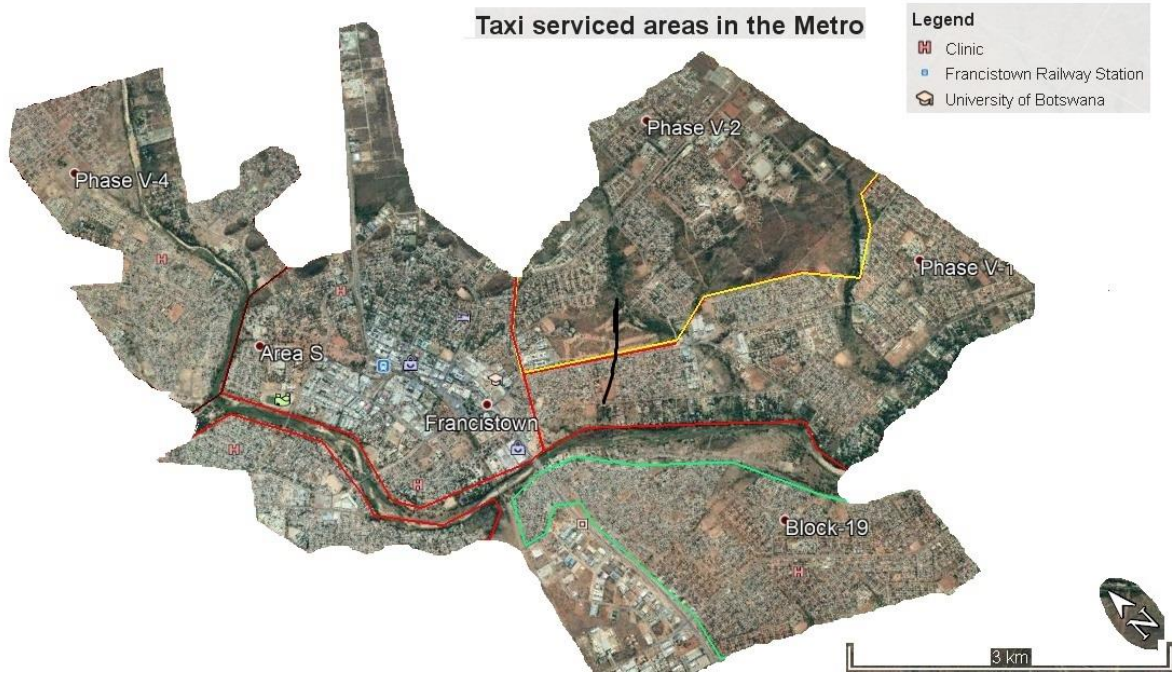 Taxi serviced areas in the Metro
Legend
H Clinic
Francistown Railway Station
University of Botswana
Phase V-2
Phase V-4
Phase V-1
H
H
Area S
Francistown
H
H
Block-19
H
N
3 km